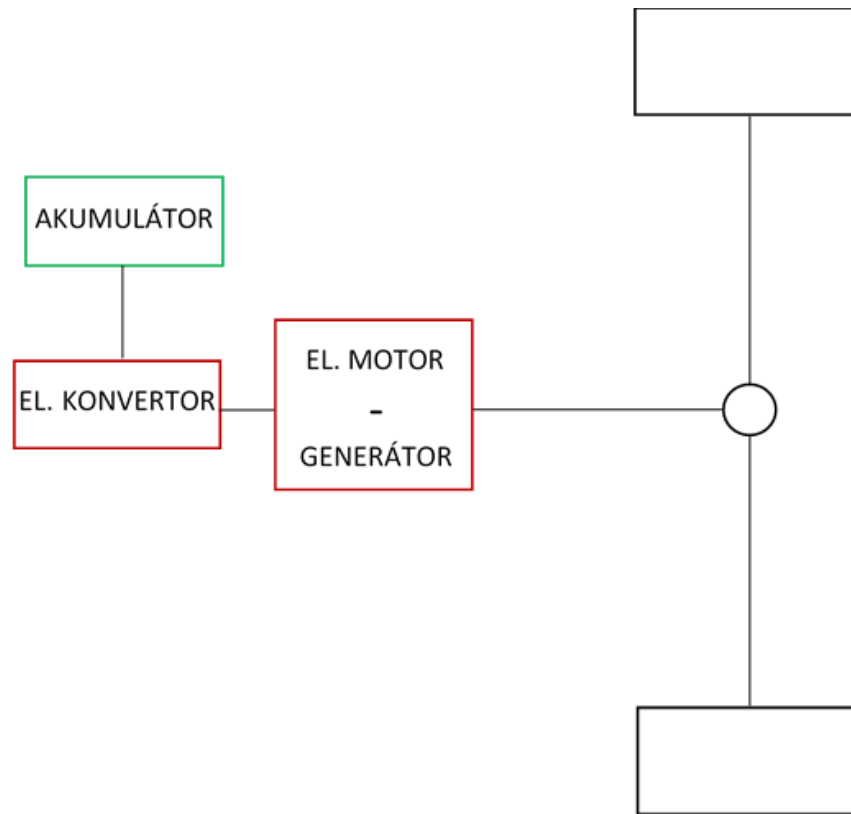 AKUMULÁTOR
EL. KONVERTOR
EL. MOTOR
-
GENERÁTOR